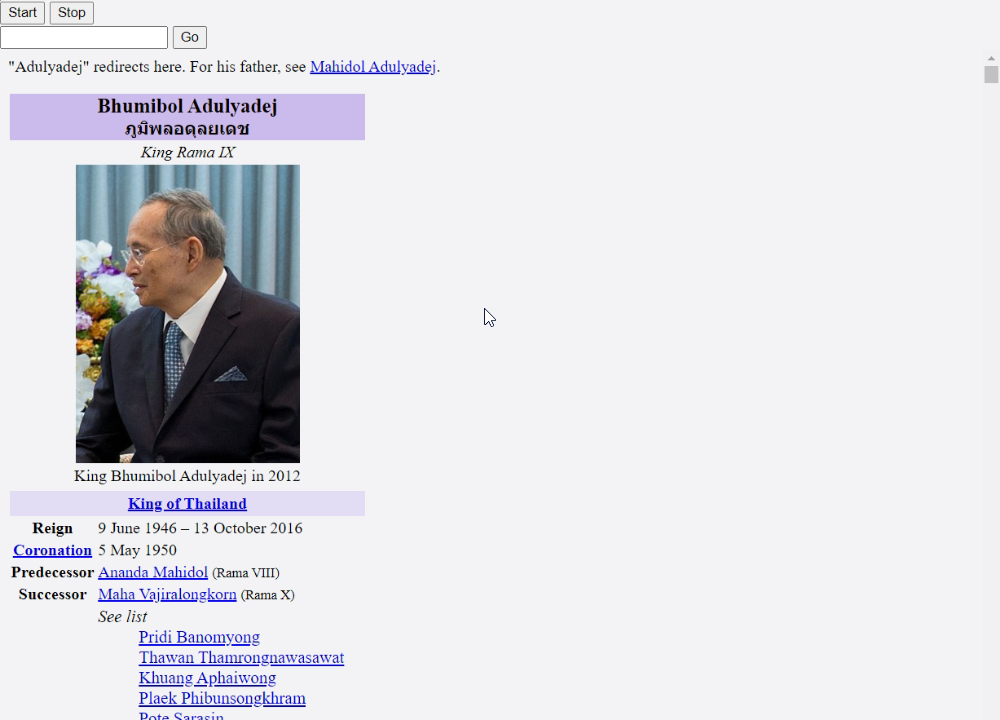 Start Stop
Go
"Adulyadej" redirects here. For his father, see Mahidol Adulyadej.
Bhumibol Adulyadej
ภูมิพลอดุลยเดช
King Rama IX
King Bhumibol Adulyadej in 2012
King of Thailand
Reign 9 June 1946 – 13 October 2016
Coronation 5 May 1950
Predecessor Ananda Mahidol (Rama VIII)
Successor Maha Vajiralongkorn (Rama X)
See list
Pridi Banomyong
Thawan Thamrongnawasawat
Khuang Aphaiwong
Plaek Phibunsongkhram
Pote Sarasin